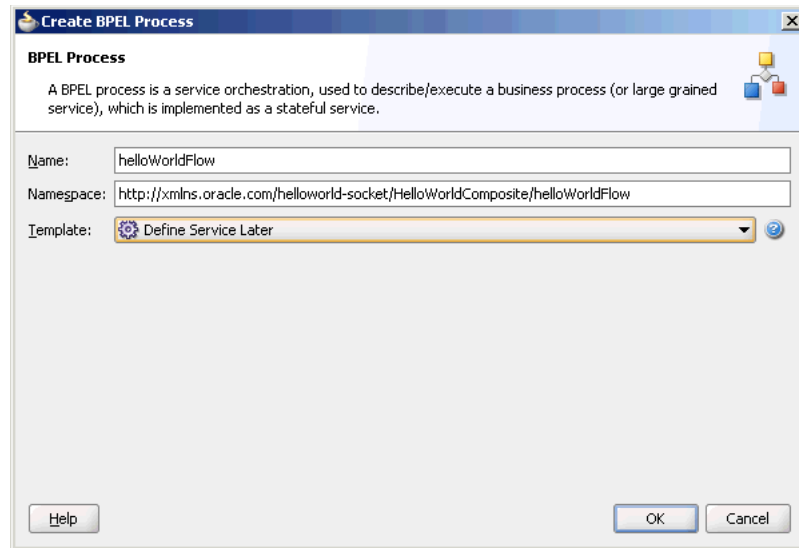 Create BPEL Process
BPEL Process
A BPEL process is a service orchestration, used to describe/execute a business process (or large grained
service), which is implemented as a stateful service.
Name:
helloWorldFlow
Namespace:
http://xmlns.oracle.com/helloworld-socket/HelloWorldComposite/helloWorldFlow
Template:
Define Service Later
Help
OK
Cancel